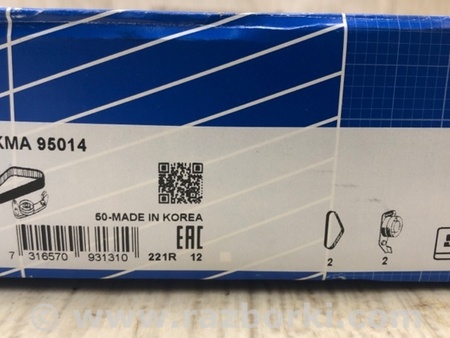 KMA 95014
50-MADE IN KOREA
EAC
7 316570 931310
221R 12
2 2
www.razborki.com